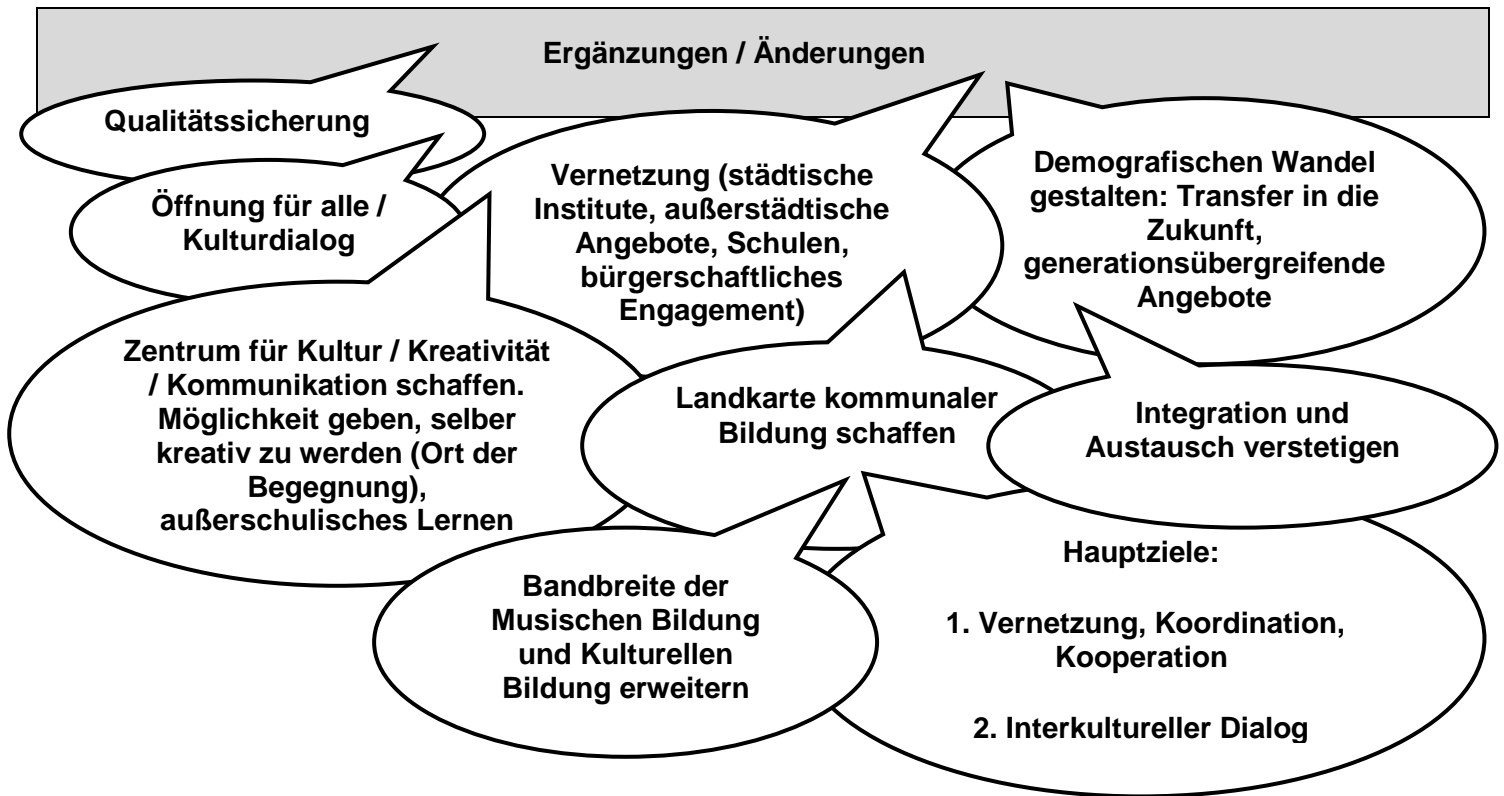 Ergänzungen / Änderungen
Qualitätssicherung
Öffnung für alle /
Kulturdialog
Vernetzung (städtische
Institute, außerstädtische
Angebote, Schulen,
bürgerschaftliches
Engagement)
Demografischen Wandel
gestalten: Transfer in die
Zukunft,
generationsübergreifende
Angebote
Zentrum für Kultur / Kreativität
/ Kommunikation schaffen.
Möglichkeit geben, selber
kreativ zu werden (Ort der
Begegnung),
außerschulisches Lernen
Landkarte kommunaler
Bildung schaffen
Integration und
Austausch verstetigen
Bandbreite der
Musischen Bildung
und Kulturellen
Bildung erweitern
Hauptziele:
1. Vernetzung, Koordination,
Kooperation
2. Interkultureller Dialog